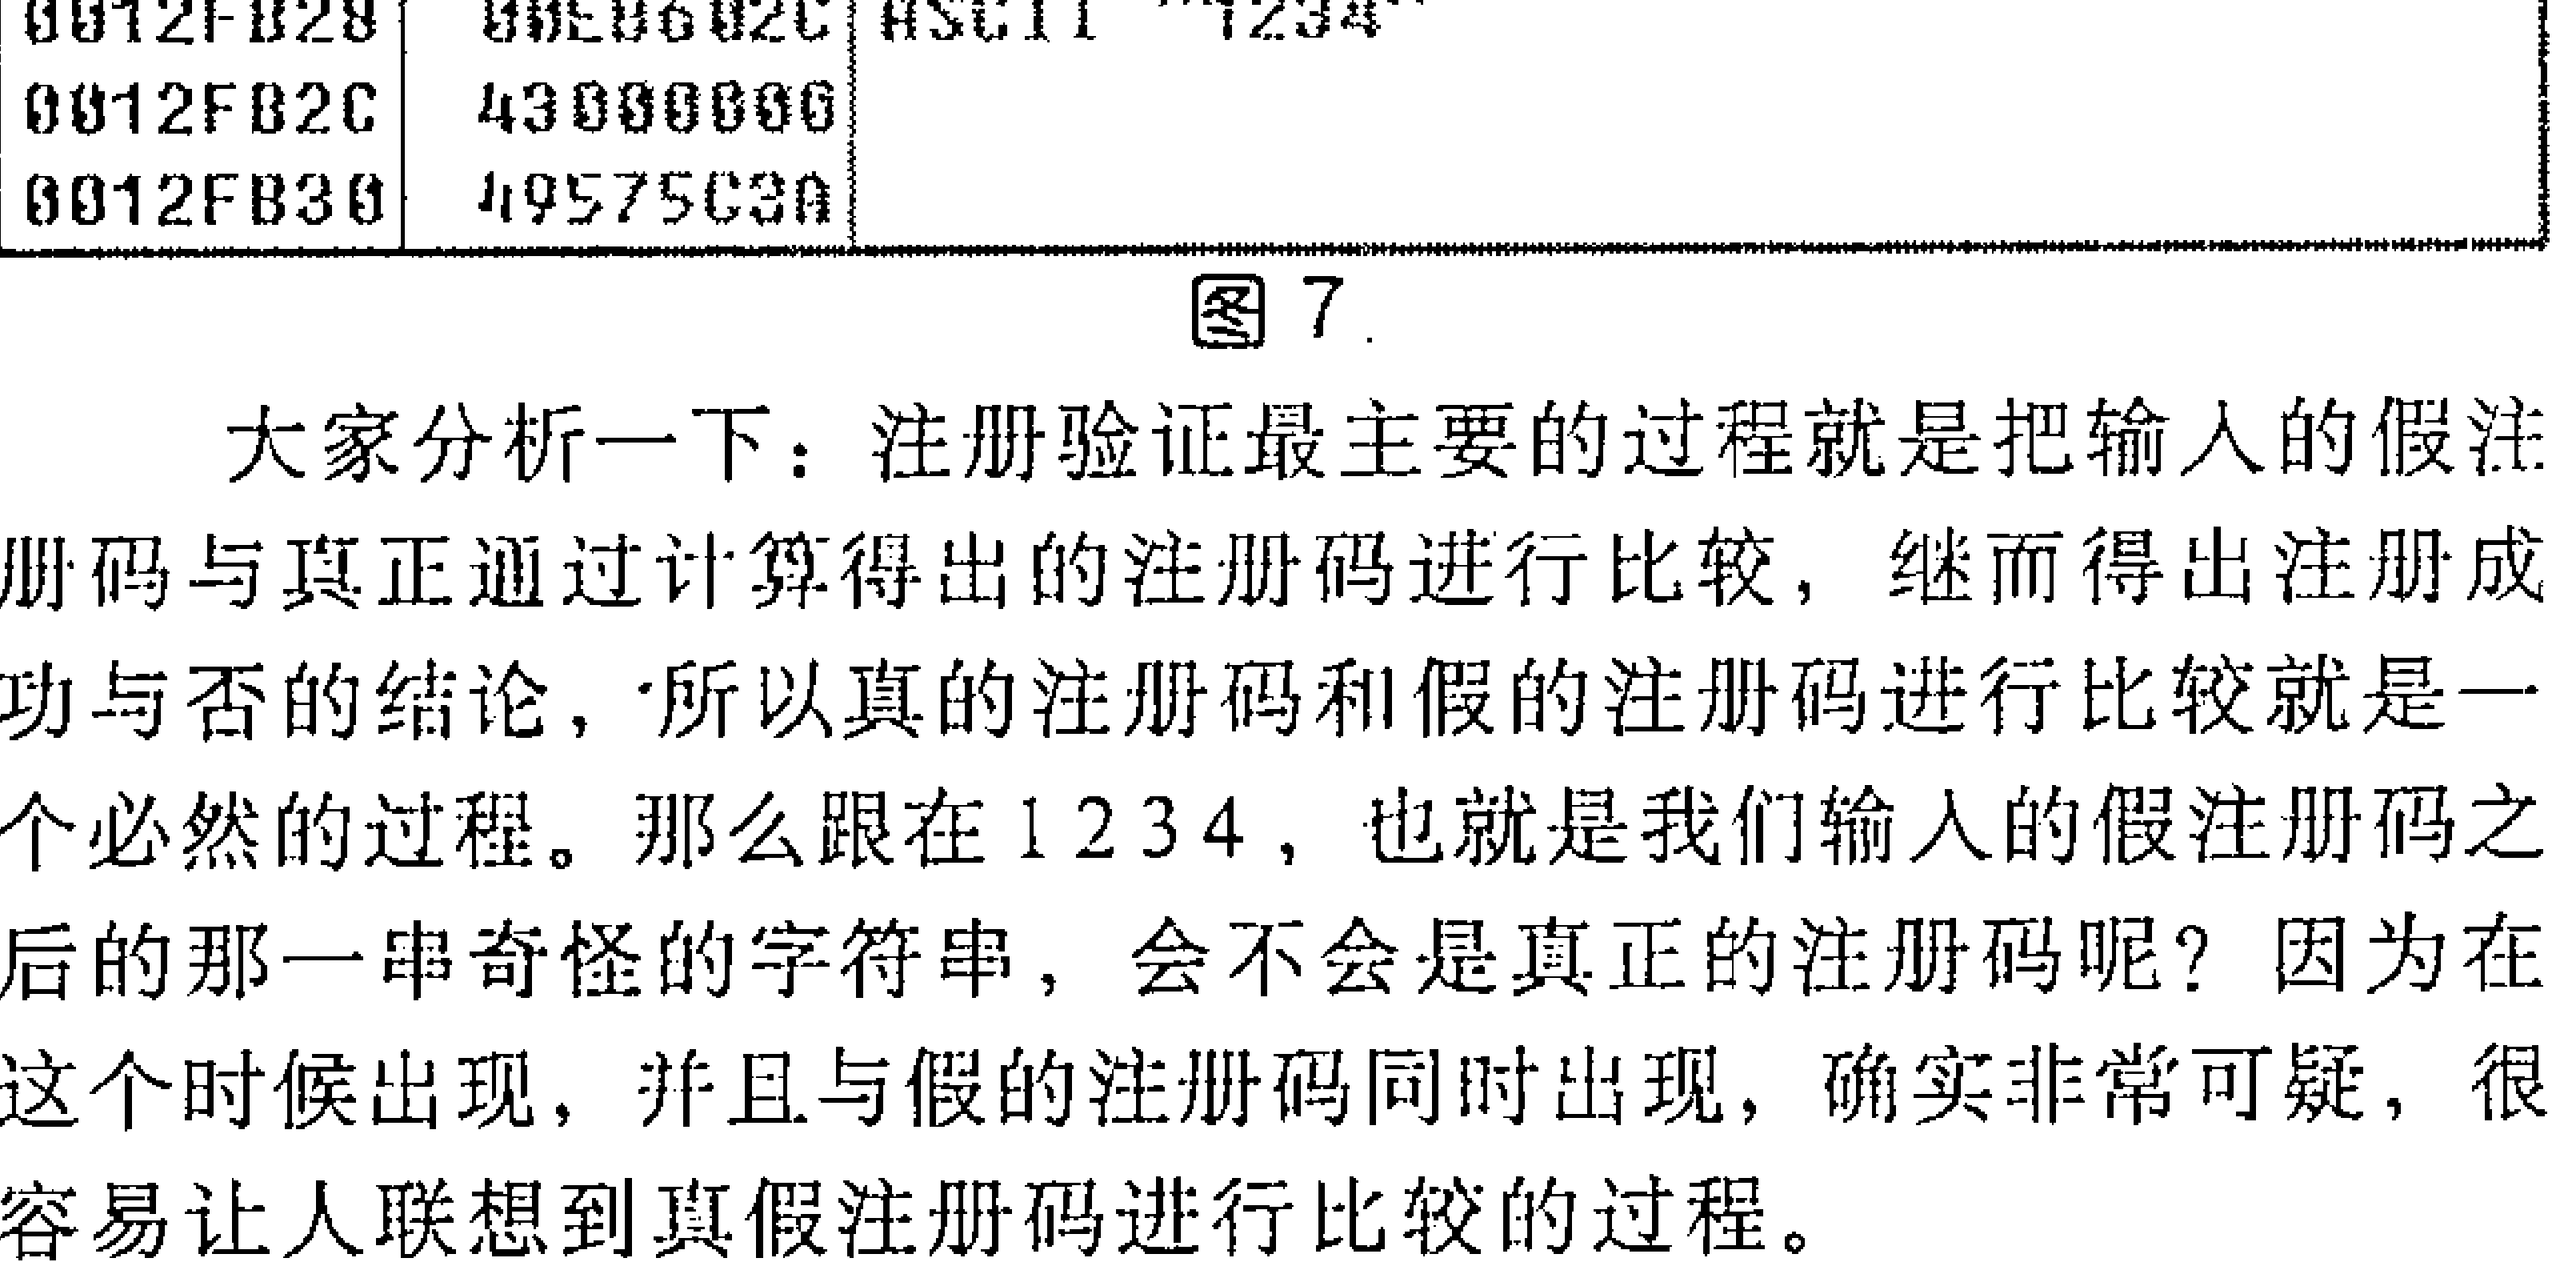 0012FB28 00EB602C ASCII "1234"
0012FB2C 43000000
0012FB30 49575C3A
图 7
大家分析一下：注册验证最主要的过程就是把输入的假注
册码与真正通过计算得出的注册码进行比较，继而得出注册成
功与否的结论，所以真的注册码和假的注册码进行比较就是一
个必然的过程。那么跟在1234，也就是我们输入的假注册码之
后的那一串奇怪的字符串，会不会是真正的注册码呢？因为在
这个时候出现，并且与假的注册码同时出现，确实非常可疑，很
容易让人联想到真假注册码进行比较的过程。